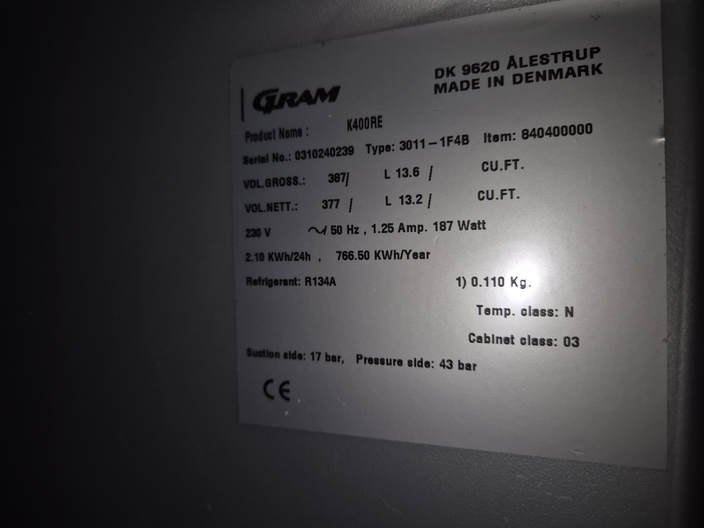 GRAM
DK 9620 ÅLESTRUP
MADE IN DENMARK
Product Name : K400RE
Serial No.: 0310240239 Type: 3011-1F4B Item: 840400000
VOL.GROSS.: 387/ L 13.6 / CU.FT.
VOL.NETT.: 377 / L 13.2 / CU.FT.
230 V ~/ 50 Hz , 1.25 Amp. 187 Watt
2.10 KWh/24h , 766.50 KWh/Year
Refrigerant: R134A 1) 0.110 Kg.
Temp. class: N
Cabinet class: 03
Suction side: 17 bar, Pressure side: 43 bar
CE